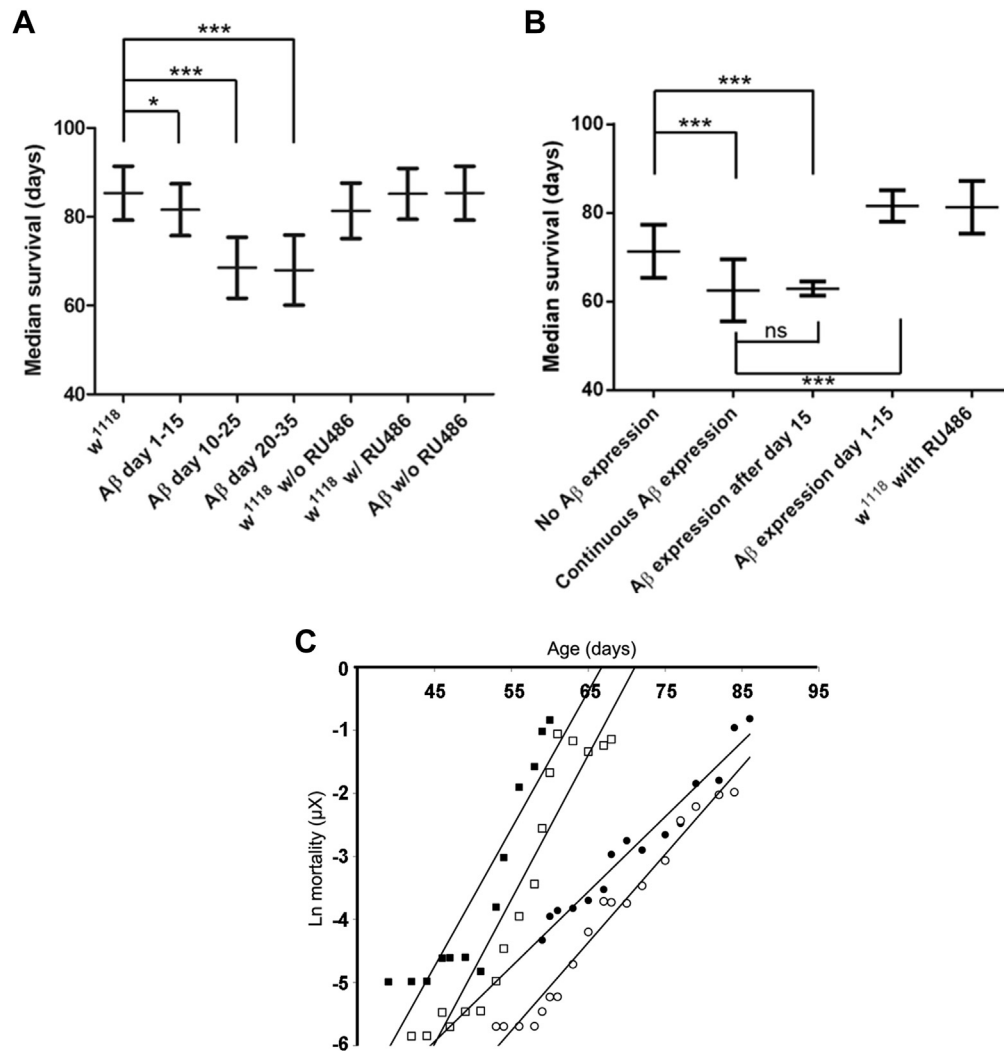 A
***
***
*
Median survival (days)
100
80
60
40
w¹¹¹⁸
Aβ day 1-15
Aβ day 10-25
Aβ day 20-35
w¹¹¹⁸ w/o RU486
w¹¹¹⁸ w/ RU486
Aβ w/o RU486
B
***
***
Median survival (days)
100
80
60
40
ns
***
No Aβ expression
Continuous Aβ expression
Aβ expression after day 15
Aβ expression day 1-15
w¹¹¹⁸ with RU486
C
Age (days)
45 55 65 75 85 95
Ln mortality (µX)
0
-1
-2
-3
-4
-5
-6